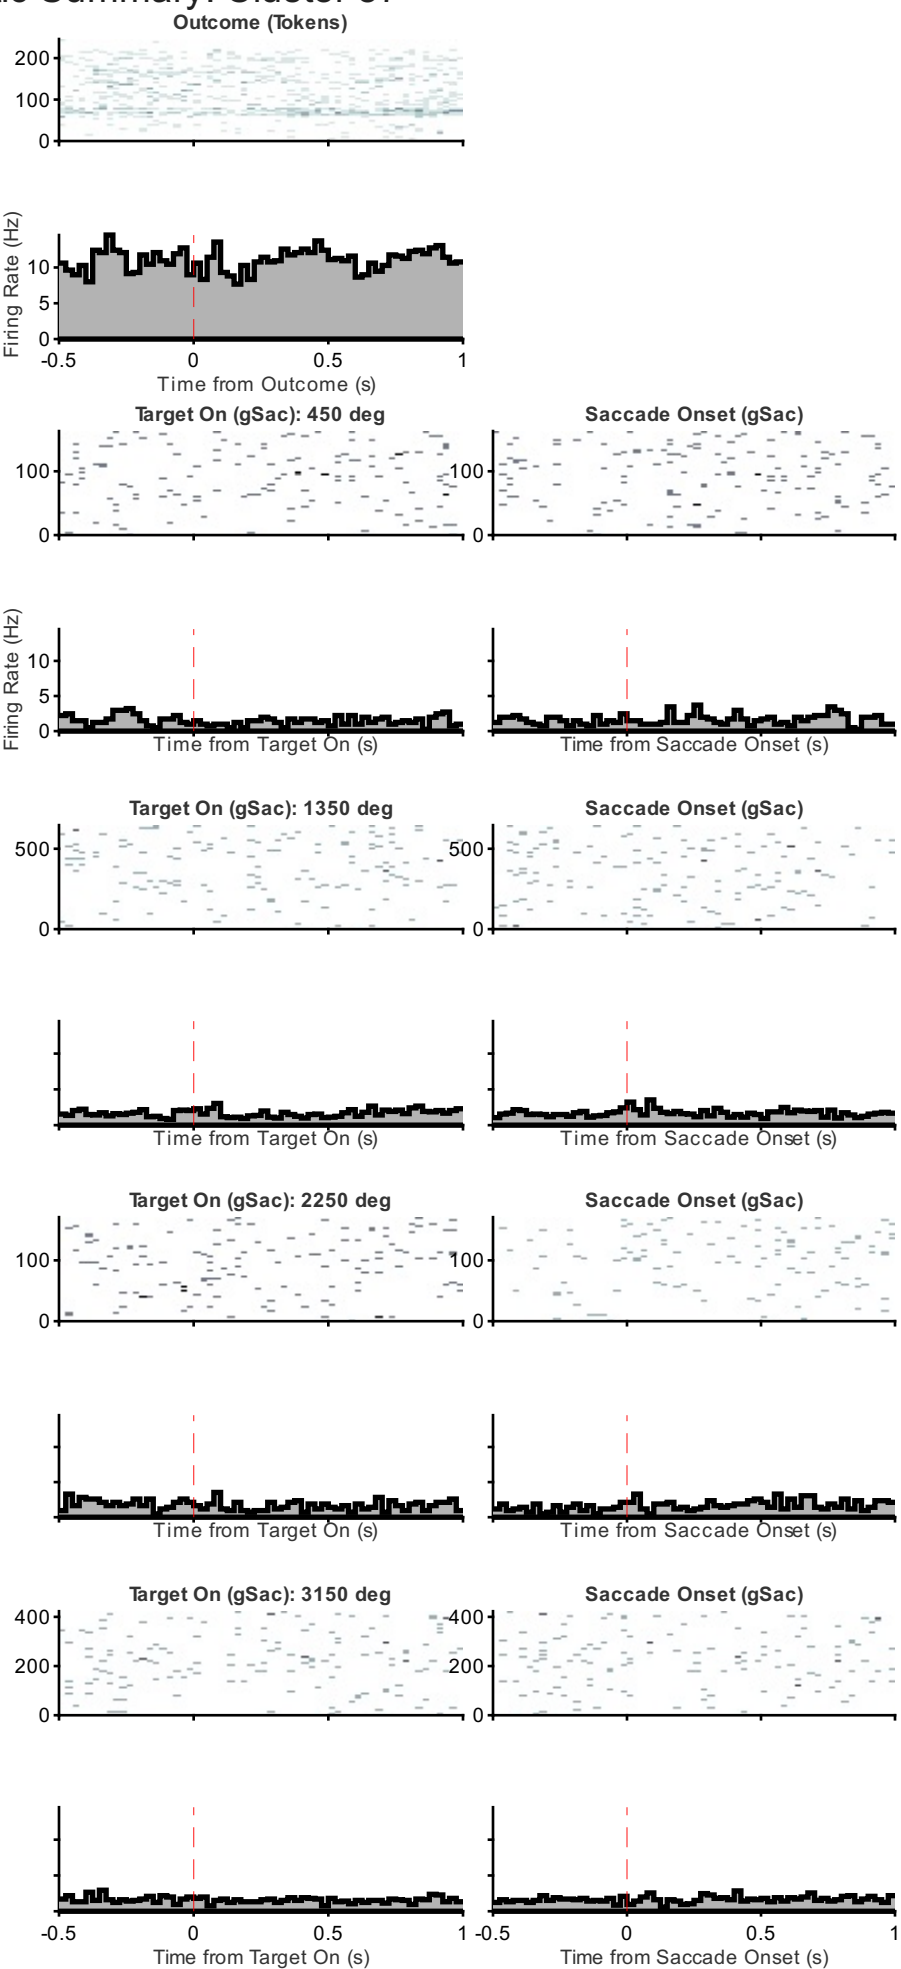 Summary: Cluster
Outcome (Tokens)
200
100
0
Firing Rate (Hz)
10
5
0
-0.5 0 0.5 1
Time from Outcome (s)
Target On (gSac): 450 deg Saccade Onset (gSac)
100 100
0 0
Firing Rate (Hz)
10
5
0
Time from Target On (s) Time from Saccade Onset (s)
Target On (gSac): 1350 deg Saccade Onset (gSac)
500 500
0 0
Time from Target On (s) Time from Saccade Onset (s)
Target On (gSac): 2250 deg Saccade Onset (gSac)
100 100
0 0
Time from Target On (s) Time from Saccade Onset (s)
Target On (gSac): 3150 deg Saccade Onset (gSac)
400 400
200 200
0 0
-0.5 0 0.5 1 -0.5 0 0.5 1
Time from Target On (s) Time from Saccade Onset (s)